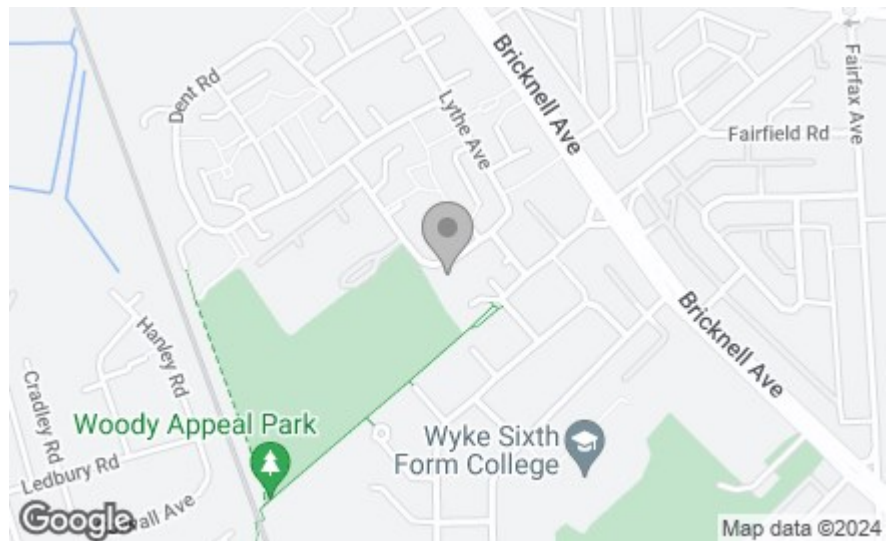 Bricknell Ave
Fairfax Ave
Dent Rd
Lythe Ave
Fairfield Rd
Bricknell Ave
Hanley Rd
Cradley Rd
Woody Appeal Park
Wyke Sixth
Form College
Ledbury Rd
Ave
Google
Map data ©2024